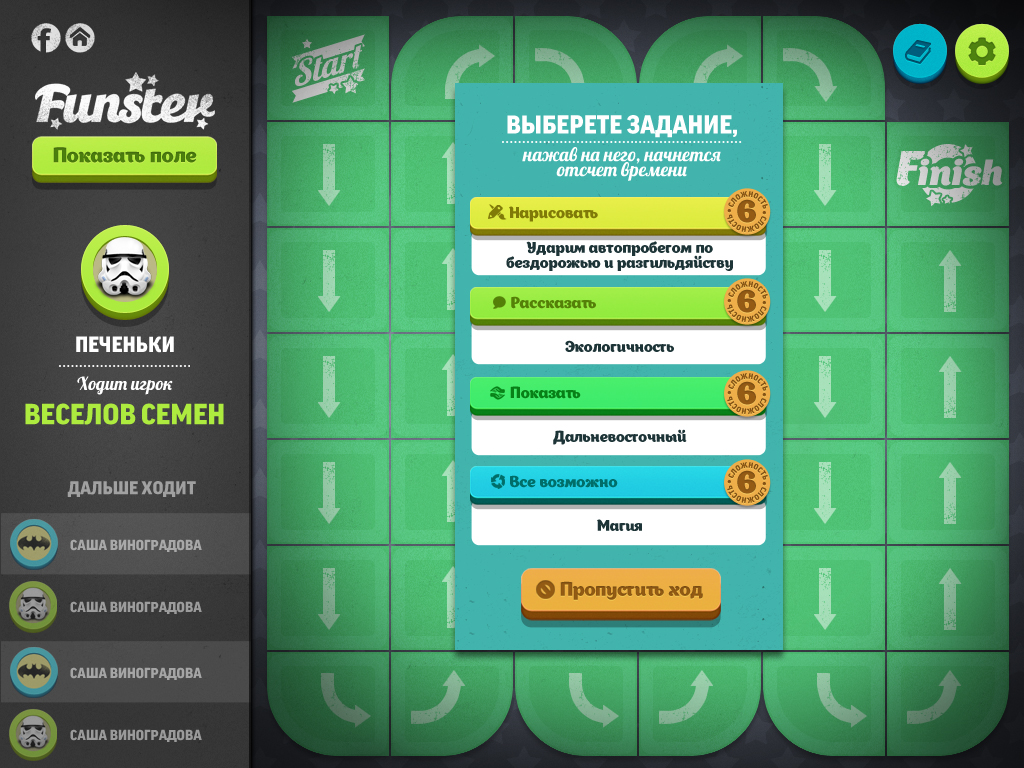 Funster
Показать поле
ПЕЧЕНЬКИ
Ходит игрок
ВЕСЕЛОВ СЕМЕН
ДАЛЬШЕ ХОДИТ
САША ВИНОГРАДОВА
САША ВИНОГРАДОВА
САША ВИНОГРАДОВА
САША ВИНОГРАДОВА
Start
ВЫБЕРЕТЕ ЗАДАНИЕ,
нажав на него, начнется
отсчет времени
Нарисовать
СЛОЖНОСТЬ
6
СЛОЖНОСТЬ
Ударим автопробегом по
бездорожью и разгильдяйству
Рассказать
СЛОЖНОСТЬ
6
СЛОЖНОСТЬ
Экологичность
Показать
СЛОЖНОСТЬ
6
СЛОЖНОСТЬ
Дальневосточный
Все возможно
СЛОЖНОСТЬ
6
СЛОЖНОСТЬ
Магия
Пропустить ход
Finish